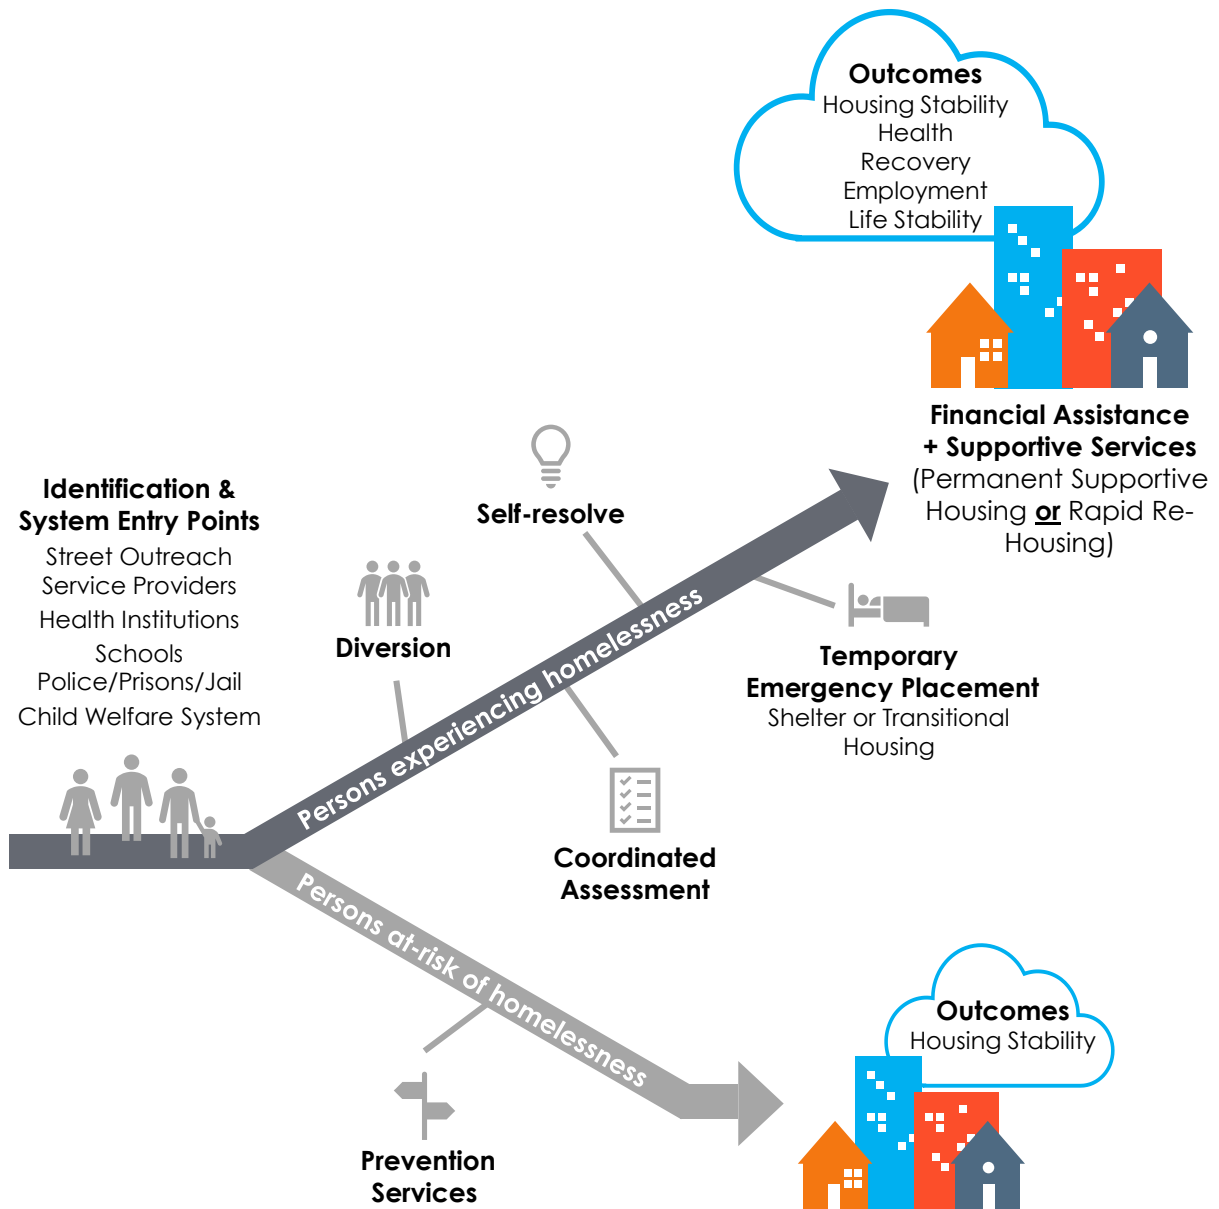 Outcomes
Housing Stability
Health
Recovery
Employment
Life Stability
Financial Assistance
+ Supportive Services
(Permanent Supportive
Housing or Rapid Re-
Housing)
Identification &
System Entry Points
Street Outreach
Service Providers
Health Institutions
Schools
Police/Prisons/Jail
Child Welfare System
Diversion
Self-resolve
Persons experiencing homelessness
Temporary
Emergency Placement
Shelter or Transitional
Housing
Coordinated
Assessment
Persons at-risk of homelessness
Prevention
Services
Outcomes
Housing Stability